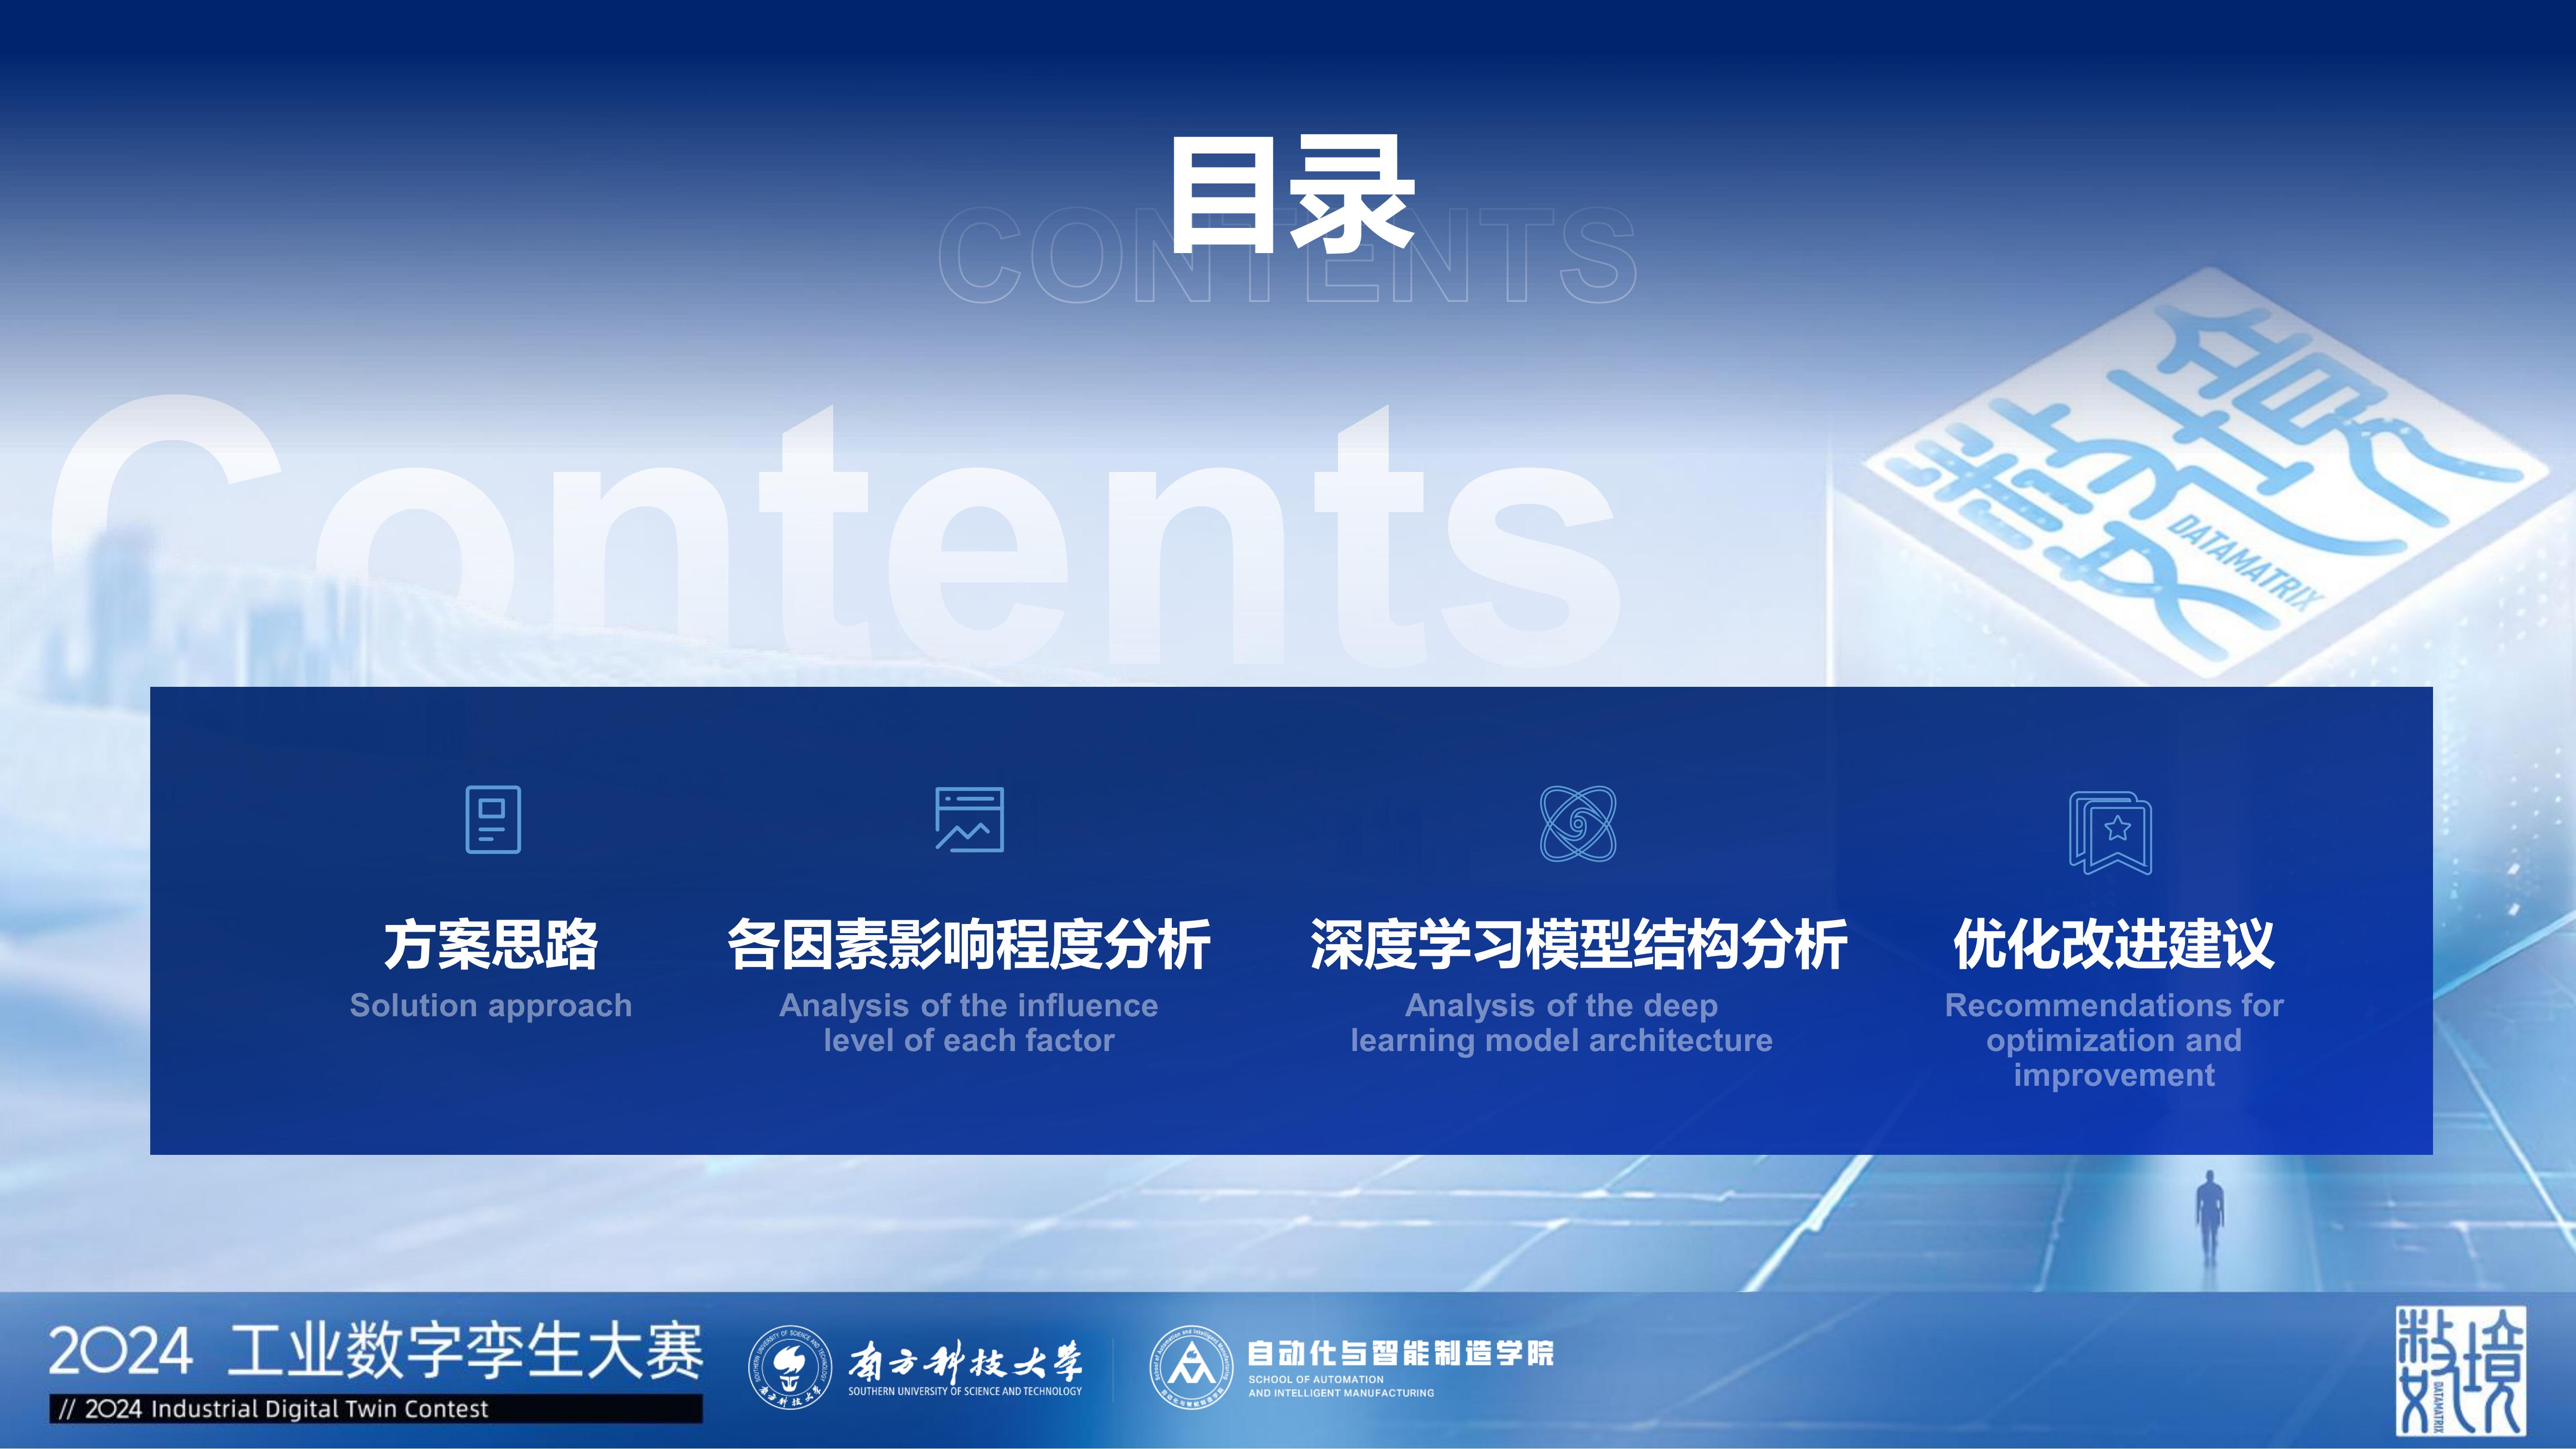 目录
CONTENTS
Contents
数境
DATAMATRIX
方案思路
Solution approach
各因素影响程度分析
Analysis of the influence
level of each factor
深度学习模型结构分析
Analysis of the deep
learning model architecture
优化改进建议
Recommendations for
optimization and
improvement
2024 工业数字孪生大赛
// 2024 Industrial Digital Twin Contest
南方科技大学
SOUTHERN UNIVERSITY OF SCIENCE AND TECHNOLOGY
自动化与智能制造学院
SCHOOL OF AUTOMATION
AND INTELLIGENT MANUFACTURING
数境
DATAMATRIX